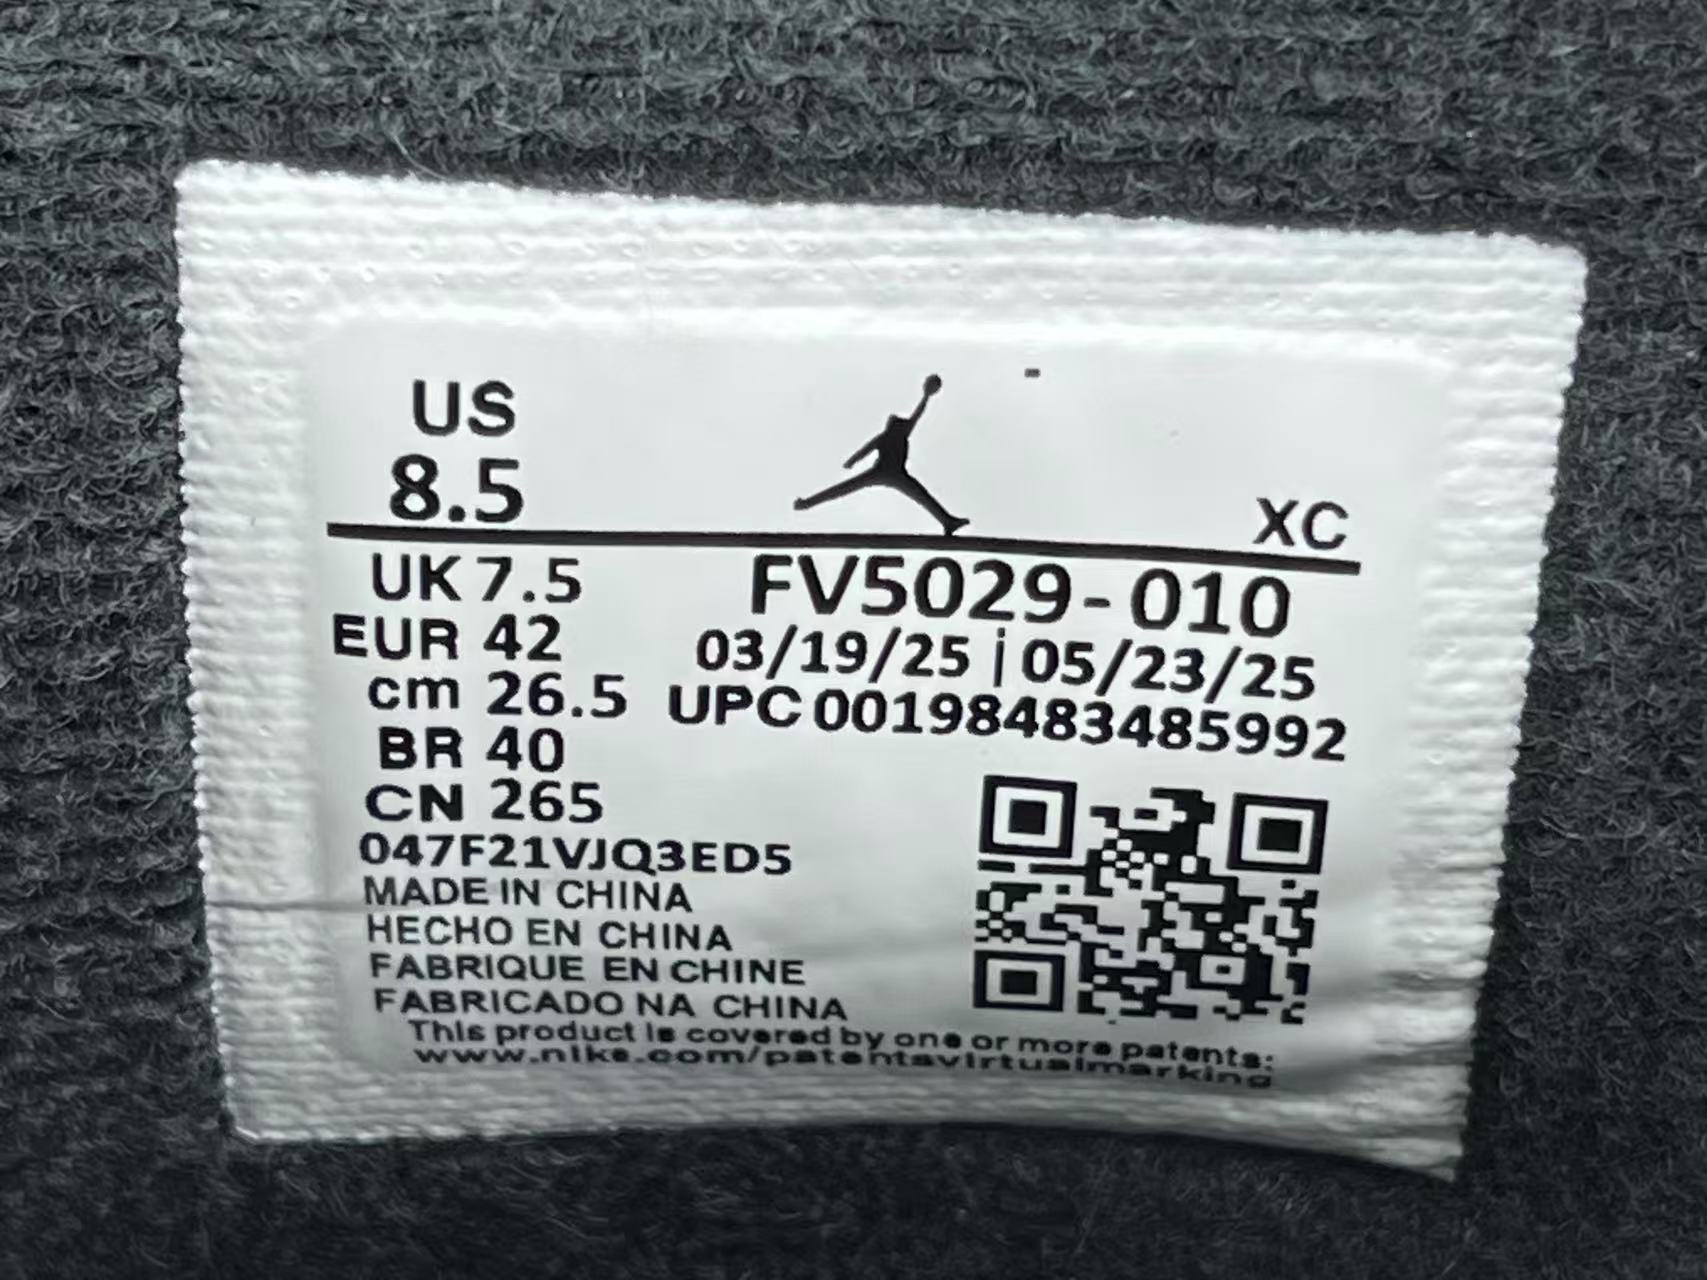 US
8.5
XC
UK 7.5
FV5029-010
EUR 42
03/19/25 | 05/23/25
cm 26.5
UPC 00198483485992
BR 40
CN 265
047F21VJQ3ED5
MADE IN CHINA
HECHO EN CHINA
FABRIQUE EN CHINE
FABRICADO NA CHINA
This product is covered by one or more patents:
www.nike.com/patentsvirtualmarking